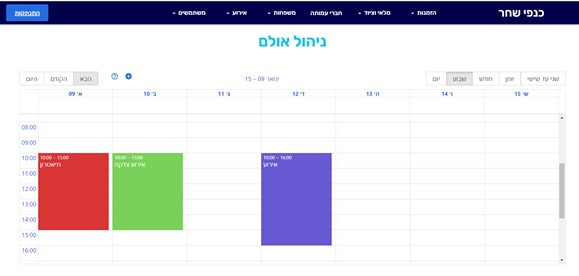 כנפי שחר
הזמנות
מלאי וציוד
חברי עמותה
משפחות
אירוע
משתמשים
התנתקות
ניהול אולם
שני עד שישי
יומן
חודש
שבוע
יום
ינואר 09 – 15
הבא
הקודם
היום
א׳ 09
ב׳ 10
ג׳ 11
ד׳ 12
ה׳ 13
ו׳ 14
ש׳ 15
08:00
09:00
10:00
11:00
12:00
13:00
14:00
15:00
16:00
10:00 – 15:00
תיאטרון
10:00 – 15:00
אירוע צדקה
10:00 – 16:00
אירוע